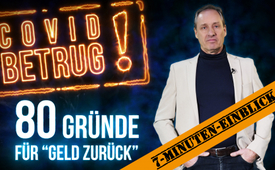 COVID
BETRUG!
80 GRÜNDE
FÜR "GELD ZURÜCK"
7-MINUTEN-EINBLICK